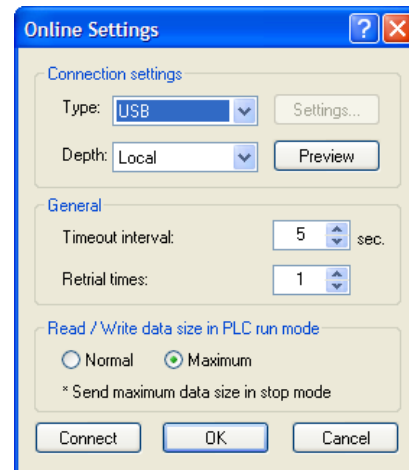 Online Settings
Connection settings
Type: USB Settings...
Depth: Local Preview
General
Timeout interval: 5 sec.
Retrial times: 1
Read / Write data size in PLC run mode
Normal Maximum
* Send maximum data size in stop mode
Connect OK Cancel